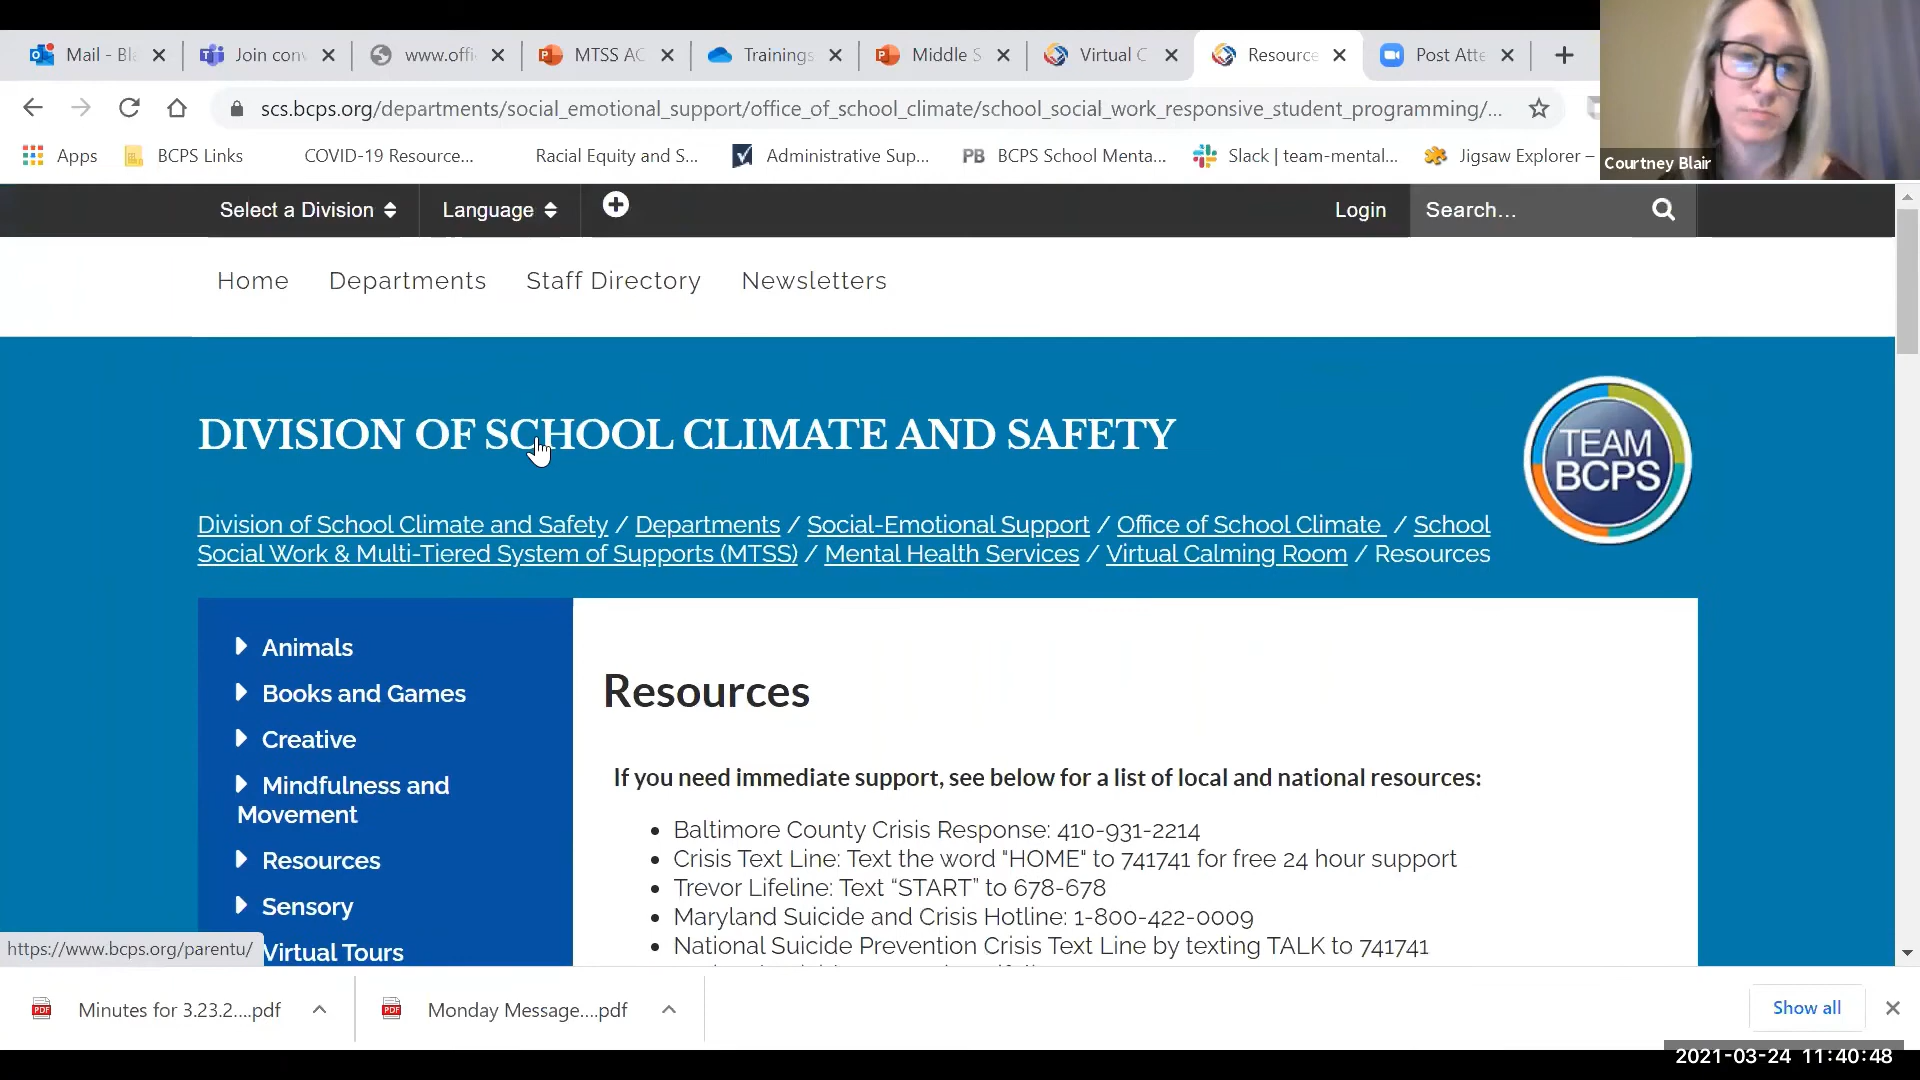 Mail - Bla
Join conv
www.offi
MTSS AC
Trainings
Middle S
Virtual C
Resource
Post Atte
scs.bcps.org/departments/social_emotional_support/office_of_school_climate/school_social_work_responsive_student_programming/...
Apps
BCPS Links
COVID-19 Resource...
Racial Equity and S...
Administrative Sup...
PB BCPS School Menta...
Slack | team-mental...
Jigsaw Explorer –
Courtney Blair
Select a Division
Language
Login
Search...
Home
Departments
Staff Directory
Newsletters
DIVISION OF SCHOOL CLIMATE AND SAFETY
TEAM
BCPS
Division of School Climate and Safety / Departments / Social-Emotional Support / Office of School Climate / School
Social Work & Multi-Tiered System of Supports (MTSS) / Mental Health Services / Virtual Calming Room / Resources
Animals
Books and Games
Creative
Mindfulness and
Movement
Resources
Sensory
Virtual Tours
Resources
If you need immediate support, see below for a list of local and national resources:
• Baltimore County Crisis Response: 410-931-2214
• Crisis Text Line: Text the word "HOME" to 741741 for free 24 hour support
• Trevor Lifeline: Text “START” to 678-678
• Maryland Suicide and Crisis Hotline: 1-800-422-0009
• National Suicide Prevention Crisis Text Line by texting TALK to 741741
https://www.bcps.org/parentu/
PDF
Minutes for 3.23.2....pdf
PDF
Monday Message....pdf
Show all
2021-03-24 11:40:48